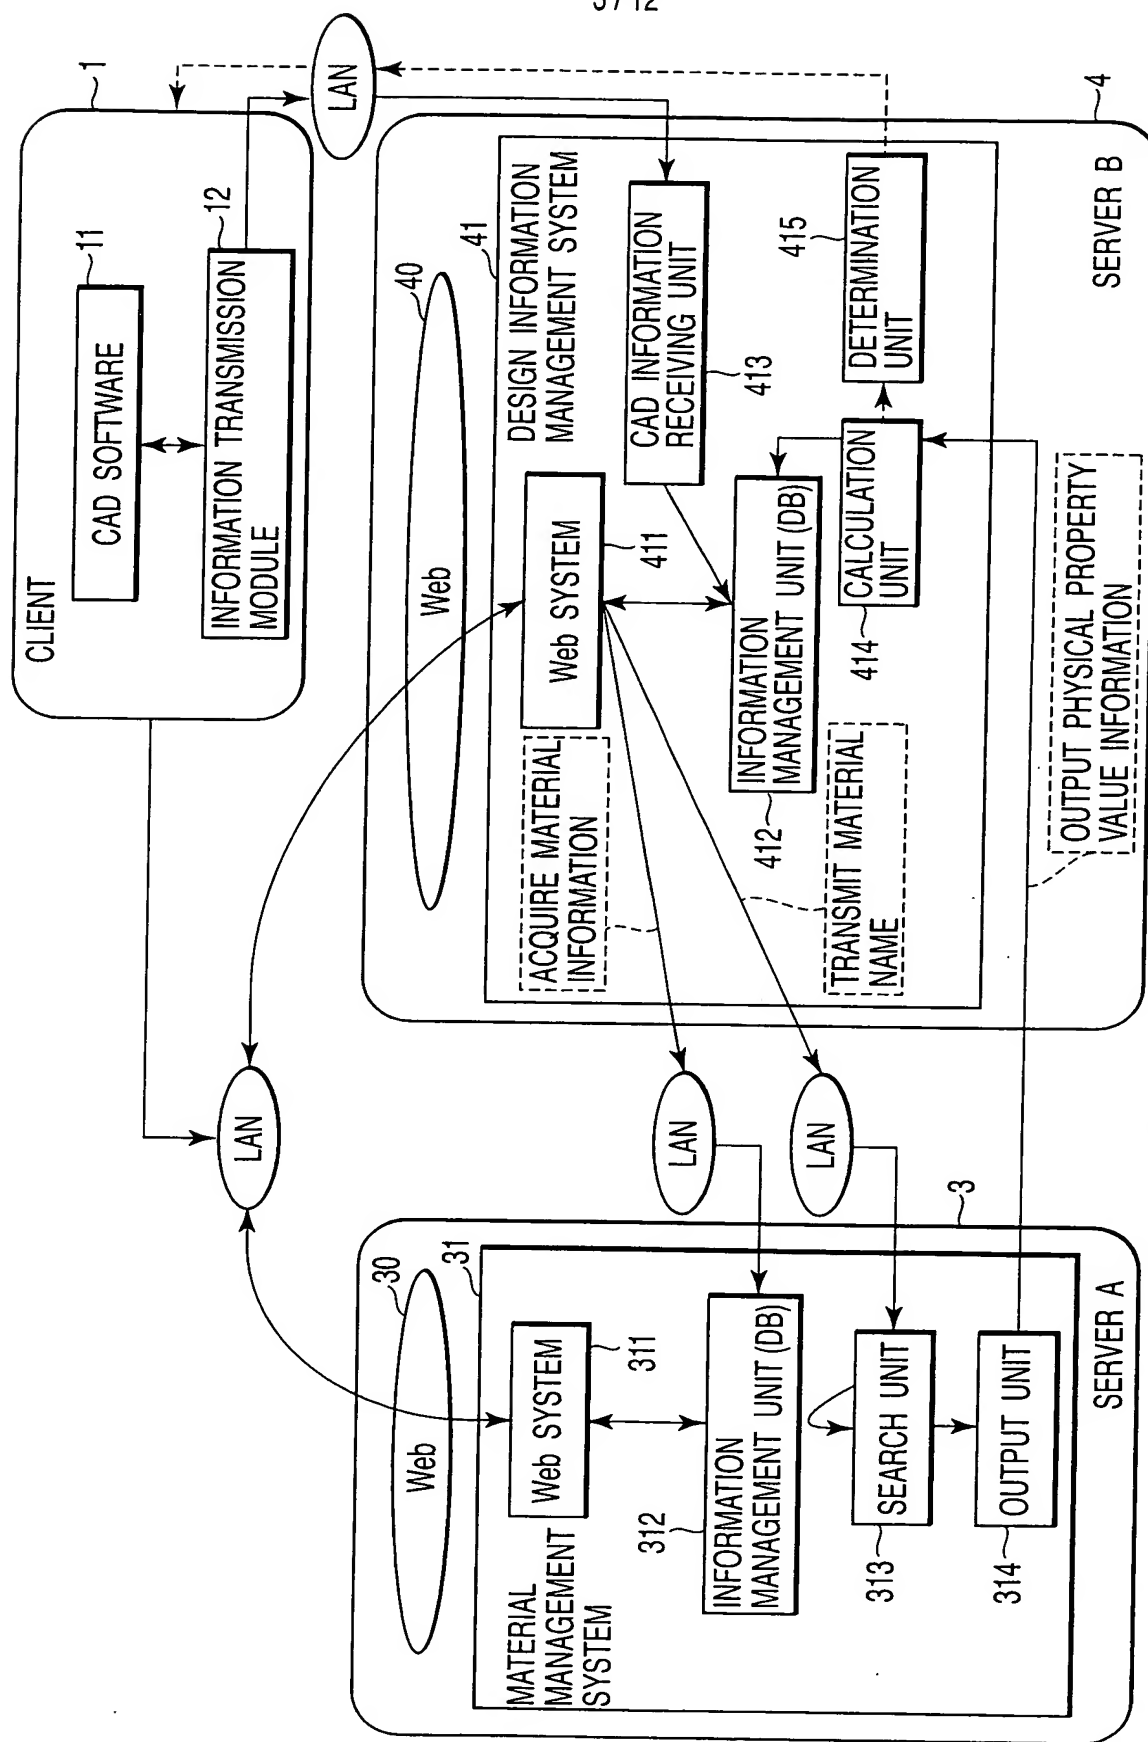 3 / 12
CLIENT
1
CAD SOFTWARE
11
INFORMATION TRANSMISSION
MODULE
12
LAN
LAN
Web
40
41
DESIGN INFORMATION
MANAGEMENT SYSTEM
Web SYSTEM
411
CAD INFORMATION
RECEIVING UNIT
413
ACQUIRE MATERIAL
INFORMATION
INFORMATION
MANAGEMENT UNIT (DB)
412
TRANSMIT MATERIAL
NAME
CALCULATION
UNIT
414
DETERMINATION
UNIT
415
OUTPUT PHYSICAL PROPERTY
VALUE INFORMATION
SERVER B
4
LAN
LAN
Web
30
31
MATERIAL
MANAGEMENT
SYSTEM
Web SYSTEM
311
INFORMATION
MANAGEMENT UNIT (DB)
312
SEARCH UNIT
313
OUTPUT UNIT
314
SERVER A
3